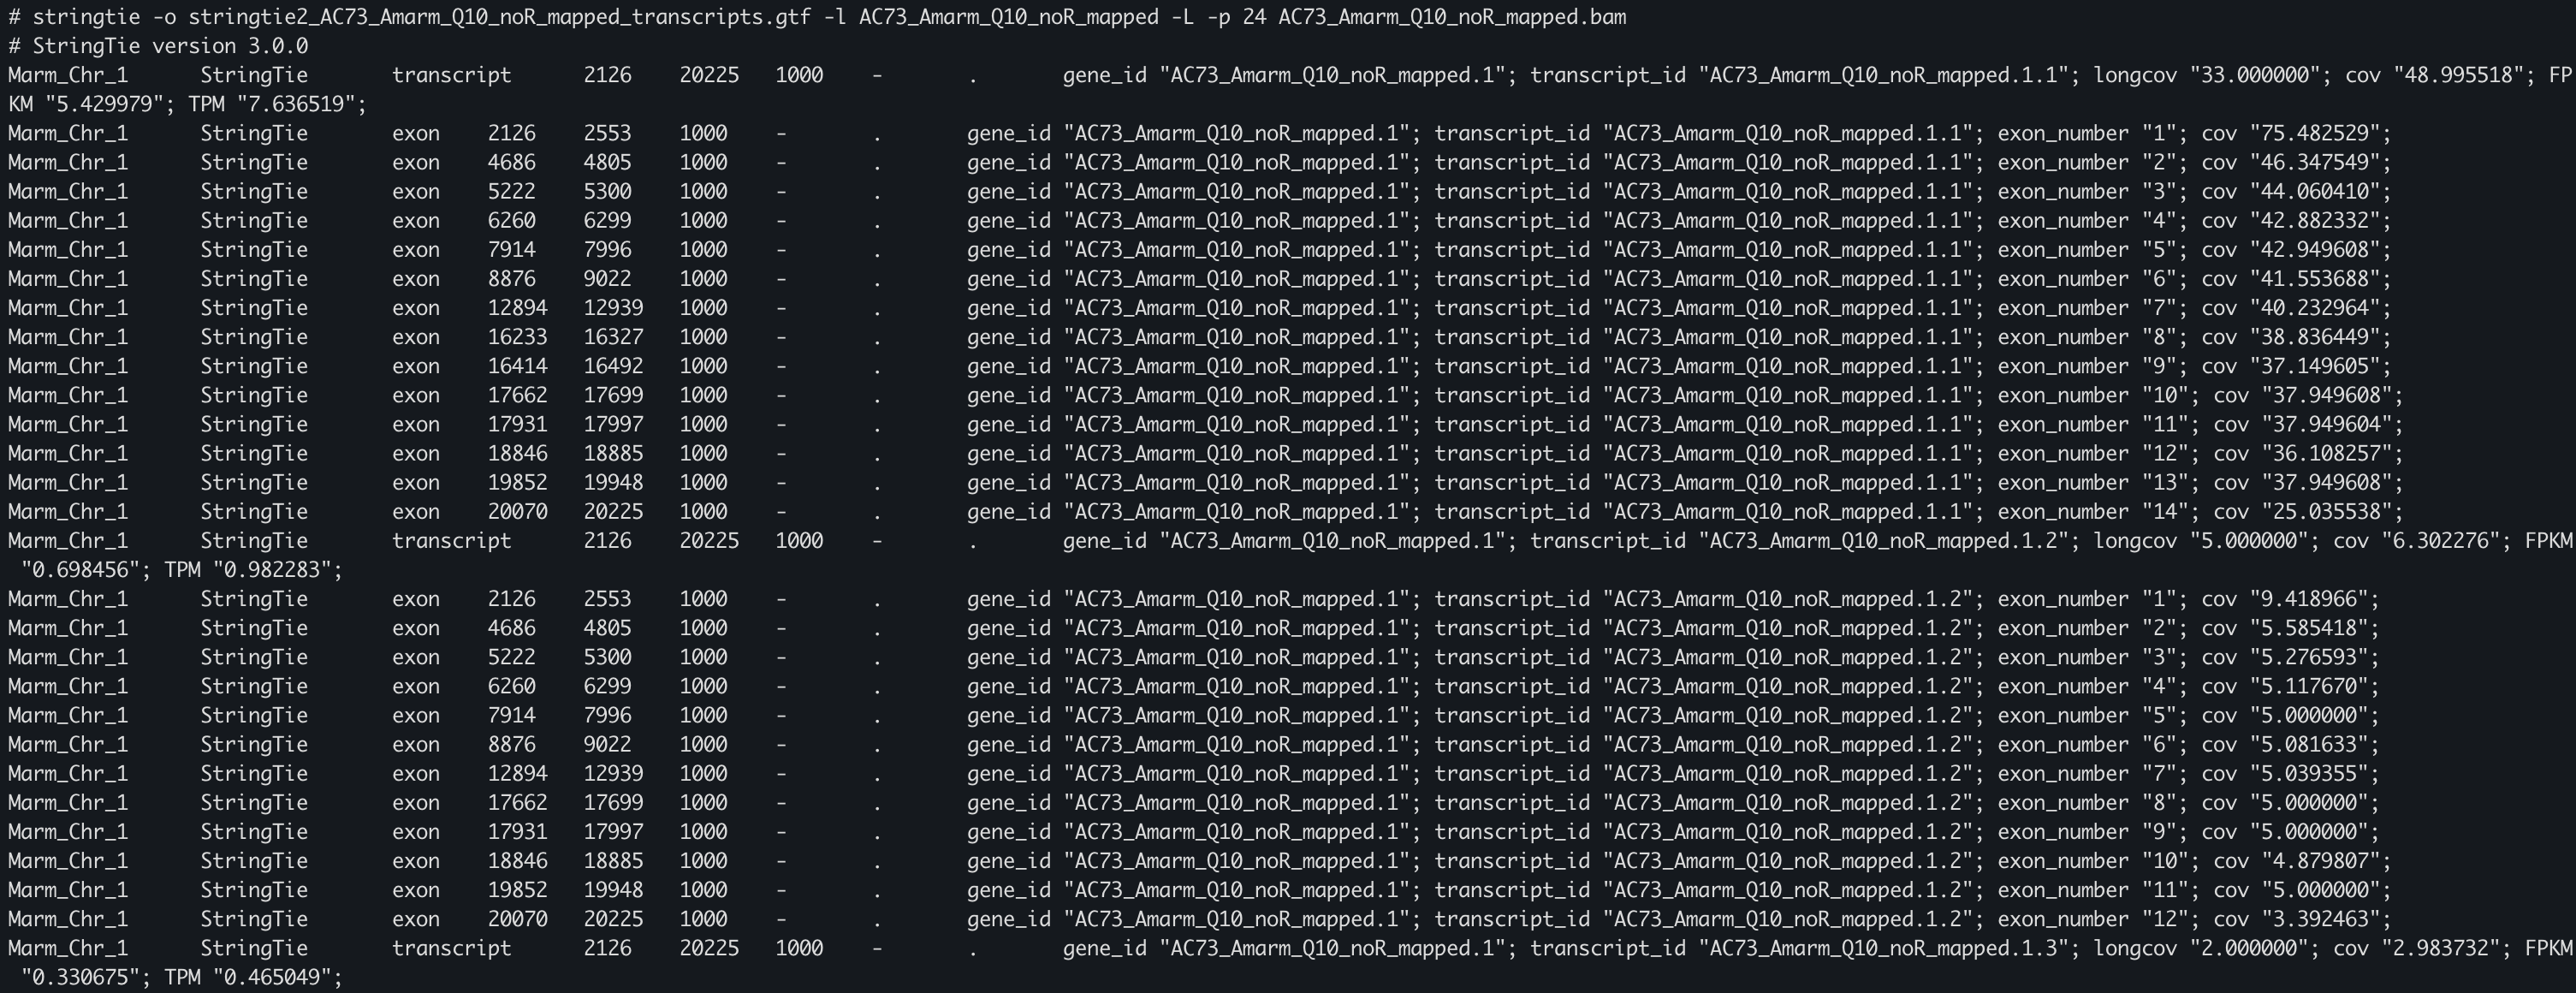 # stringtie -o stringtie2_AC73_Amarm_Q10_noR_mapped_transcripts.gtf -l AC73_Amarm_Q10_noR_mapped -L -p 24 AC73_Amarm_Q10_noR_mapped.bam
# StringTie version 3.0.0
Marm_Chr_1 StringTie transcript 2126 20225 1000 - . gene_id "AC73_Amarm_Q10_noR_mapped.1"; transcript_id "AC73_Amarm_Q10_noR_mapped.1.1"; longcov "33.000000"; cov "48.995518"; FP
KM "5.429979"; TPM "7.636519";
Marm_Chr_1 StringTie exon 2126 2553 1000 - . gene_id "AC73_Amarm_Q10_noR_mapped.1"; transcript_id "AC73_Amarm_Q10_noR_mapped.1.1"; exon_number "1"; cov "75.482529";
Marm_Chr_1 StringTie exon 4686 4805 1000 - . gene_id "AC73_Amarm_Q10_noR_mapped.1"; transcript_id "AC73_Amarm_Q10_noR_mapped.1.1"; exon_number "2"; cov "46.347549";
Marm_Chr_1 StringTie exon 5222 5300 1000 - . gene_id "AC73_Amarm_Q10_noR_mapped.1"; transcript_id "AC73_Amarm_Q10_noR_mapped.1.1"; exon_number "3"; cov "44.060410";
Marm_Chr_1 StringTie exon 6260 6299 1000 - . gene_id "AC73_Amarm_Q10_noR_mapped.1"; transcript_id "AC73_Amarm_Q10_noR_mapped.1.1"; exon_number "4"; cov "42.882332";
Marm_Chr_1 StringTie exon 7914 7996 1000 - . gene_id "AC73_Amarm_Q10_noR_mapped.1"; transcript_id "AC73_Amarm_Q10_noR_mapped.1.1"; exon_number "5"; cov "42.949608";
Marm_Chr_1 StringTie exon 8876 9022 1000 - . gene_id "AC73_Amarm_Q10_noR_mapped.1"; transcript_id "AC73_Amarm_Q10_noR_mapped.1.1"; exon_number "6"; cov "41.553688";
Marm_Chr_1 StringTie exon 12894 12939 1000 - . gene_id "AC73_Amarm_Q10_noR_mapped.1"; transcript_id "AC73_Amarm_Q10_noR_mapped.1.1"; exon_number "7"; cov "40.232964";
Marm_Chr_1 StringTie exon 16233 16327 1000 - . gene_id "AC73_Amarm_Q10_noR_mapped.1"; transcript_id "AC73_Amarm_Q10_noR_mapped.1.1"; exon_number "8"; cov "38.836449";
Marm_Chr_1 StringTie exon 16414 16492 1000 - . gene_id "AC73_Amarm_Q10_noR_mapped.1"; transcript_id "AC73_Amarm_Q10_noR_mapped.1.1"; exon_number "9"; cov "37.149605";
Marm_Chr_1 StringTie exon 17662 17699 1000 - . gene_id "AC73_Amarm_Q10_noR_mapped.1"; transcript_id "AC73_Amarm_Q10_noR_mapped.1.1"; exon_number "10"; cov "37.949608";
Marm_Chr_1 StringTie exon 17931 17997 1000 - . gene_id "AC73_Amarm_Q10_noR_mapped.1"; transcript_id "AC73_Amarm_Q10_noR_mapped.1.1"; exon_number "11"; cov "37.949604";
Marm_Chr_1 StringTie exon 18846 18885 1000 - . gene_id "AC73_Amarm_Q10_noR_mapped.1"; transcript_id "AC73_Amarm_Q10_noR_mapped.1.1"; exon_number "12"; cov "36.108257";
Marm_Chr_1 StringTie exon 19852 19948 1000 - . gene_id "AC73_Amarm_Q10_noR_mapped.1"; transcript_id "AC73_Amarm_Q10_noR_mapped.1.1"; exon_number "13"; cov "37.949608";
Marm_Chr_1 StringTie exon 20070 20225 1000 - . gene_id "AC73_Amarm_Q10_noR_mapped.1"; transcript_id "AC73_Amarm_Q10_noR_mapped.1.1"; exon_number "14"; cov "25.035538";
Marm_Chr_1 StringTie transcript 2126 20225 1000 - . gene_id "AC73_Amarm_Q10_noR_mapped.1"; transcript_id "AC73_Amarm_Q10_noR_mapped.1.2"; longcov "5.000000"; cov "6.302276"; FPKM
"0.698456"; TPM "0.982283";
Marm_Chr_1 StringTie exon 2126 2553 1000 - . gene_id "AC73_Amarm_Q10_noR_mapped.1"; transcript_id "AC73_Amarm_Q10_noR_mapped.1.2"; exon_number "1"; cov "9.418966";
Marm_Chr_1 StringTie exon 4686 4805 1000 - . gene_id "AC73_Amarm_Q10_noR_mapped.1"; transcript_id "AC73_Amarm_Q10_noR_mapped.1.2"; exon_number "2"; cov "5.585418";
Marm_Chr_1 StringTie exon 5222 5300 1000 - . gene_id "AC73_Amarm_Q10_noR_mapped.1"; transcript_id "AC73_Amarm_Q10_noR_mapped.1.2"; exon_number "3"; cov "5.276593";
Marm_Chr_1 StringTie exon 6260 6299 1000 - . gene_id "AC73_Amarm_Q10_noR_mapped.1"; transcript_id "AC73_Amarm_Q10_noR_mapped.1.2"; exon_number "4"; cov "5.117670";
Marm_Chr_1 StringTie exon 7914 7996 1000 - . gene_id "AC73_Amarm_Q10_noR_mapped.1"; transcript_id "AC73_Amarm_Q10_noR_mapped.1.2"; exon_number "5"; cov "5.000000";
Marm_Chr_1 StringTie exon 8876 9022 1000 - . gene_id "AC73_Amarm_Q10_noR_mapped.1"; transcript_id "AC73_Amarm_Q10_noR_mapped.1.2"; exon_number "6"; cov "5.081633";
Marm_Chr_1 StringTie exon 12894 12939 1000 - . gene_id "AC73_Amarm_Q10_noR_mapped.1"; transcript_id "AC73_Amarm_Q10_noR_mapped.1.2"; exon_number "7"; cov "5.039355";
Marm_Chr_1 StringTie exon 17662 17699 1000 - . gene_id "AC73_Amarm_Q10_noR_mapped.1"; transcript_id "AC73_Amarm_Q10_noR_mapped.1.2"; exon_number "8"; cov "5.000000";
Marm_Chr_1 StringTie exon 17931 17997 1000 - . gene_id "AC73_Amarm_Q10_noR_mapped.1"; transcript_id "AC73_Amarm_Q10_noR_mapped.1.2"; exon_number "9"; cov "5.000000";
Marm_Chr_1 StringTie exon 18846 18885 1000 - . gene_id "AC73_Amarm_Q10_noR_mapped.1"; transcript_id "AC73_Amarm_Q10_noR_mapped.1.2"; exon_number "10"; cov "4.879807";
Marm_Chr_1 StringTie exon 19852 19948 1000 - . gene_id "AC73_Amarm_Q10_noR_mapped.1"; transcript_id "AC73_Amarm_Q10_noR_mapped.1.2"; exon_number "11"; cov "5.000000";
Marm_Chr_1 StringTie exon 20070 20225 1000 - . gene_id "AC73_Amarm_Q10_noR_mapped.1"; transcript_id "AC73_Amarm_Q10_noR_mapped.1.2"; exon_number "12"; cov "3.392463";
Marm_Chr_1 StringTie transcript 2126 20225 1000 - . gene_id "AC73_Amarm_Q10_noR_mapped.1"; transcript_id "AC73_Amarm_Q10_noR_mapped.1.3"; longcov "2.000000"; cov "2.983732"; FPKM
"0.330675"; TPM "0.465049";